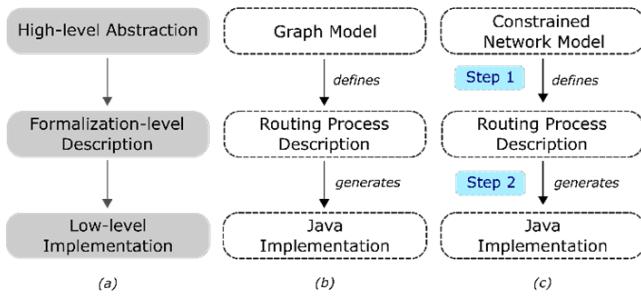 High-level Abstraction
Formalization-level
Description
Low-level
Implementation
(a)
Graph Model
defines
Routing Process
Description
generates
Java
Implementation
(b)
Constrained
Network Model
Step 1
defines
Routing Process
Description
Step 2
generates
Java
Implementation
(c)